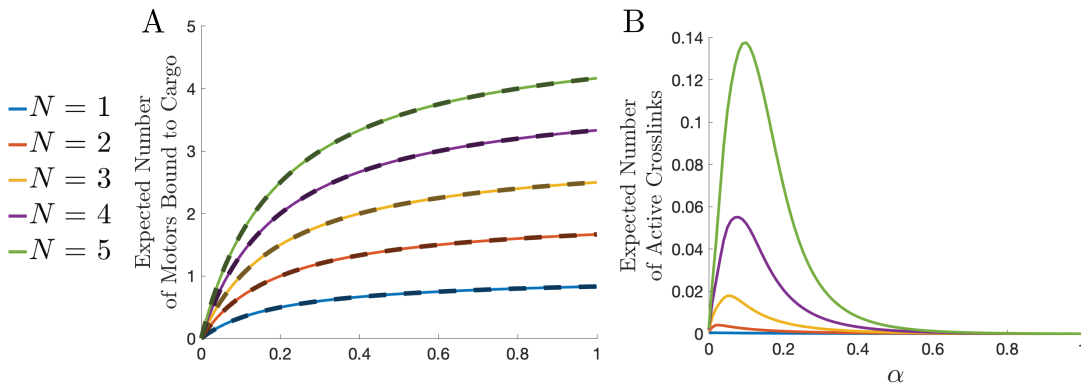 A
B
N = 1
N = 2
N = 3
N = 4
N = 5
Expected Number
of Motors Bound to Cargo
5
4
3
2
1
0
0
0.2
0.4
0.6
0.8
1
Expected Number
of Active Crosslinks
0.14
0.12
0.1
0.08
0.06
0.04
0.02
0
0
0.2
0.4
0.6
0.8
1
α